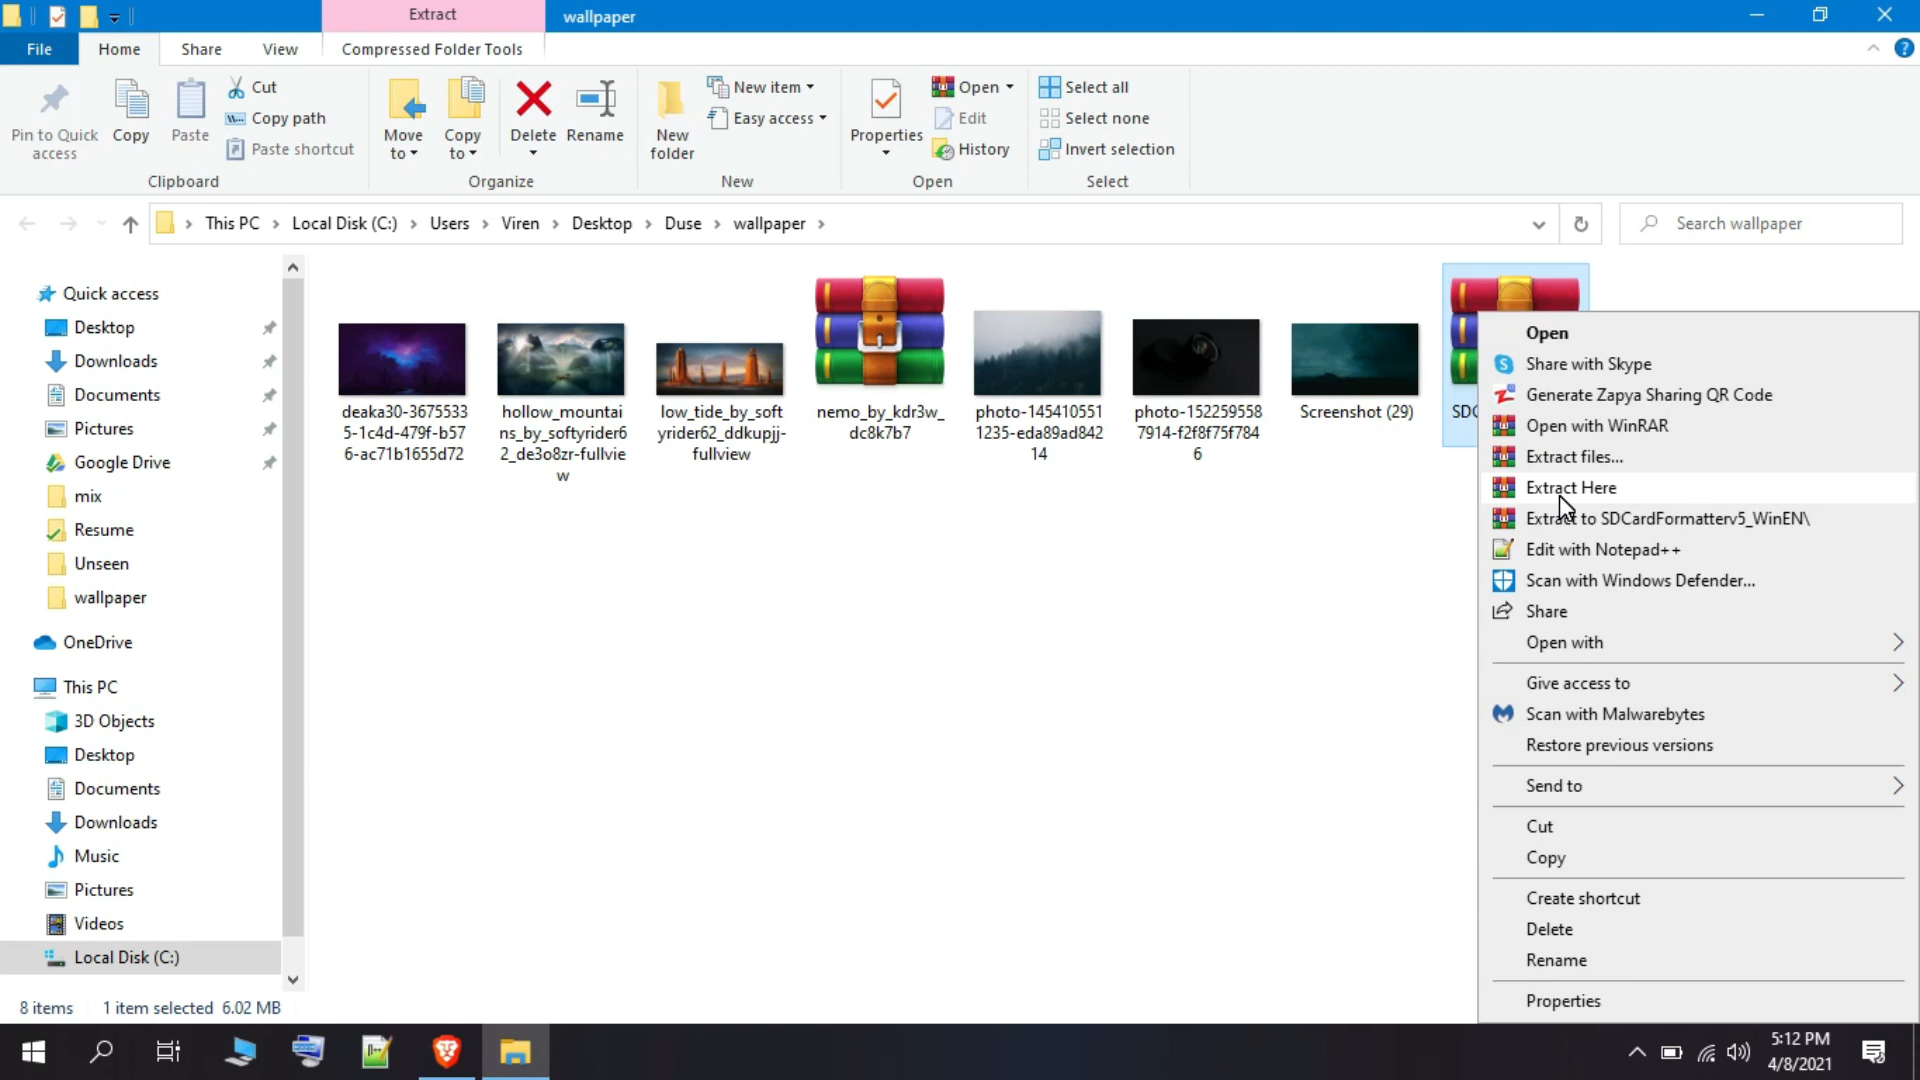 Extract
wallpaper
File
Home
Share
View
Compressed Folder Tools
Pin to Quick
access
Copy
Paste
Cut
Copy path
Paste shortcut
Clipboard
Move
to
Copy
to
Delete
Rename
Organize
New
folder
New item
Easy access
New
Properties
Open
Edit
History
Open
Select all
Select none
Invert selection
Select
This PC
Local Disk (C:)
Users
Viren
Desktop
Duse
wallpaper
Search wallpaper
Quick access
Desktop
Downloads
Documents
Pictures
Google Drive
mix
Resume
Unseen
wallpaper
OneDrive
This PC
3D Objects
Desktop
Documents
Downloads
Music
Pictures
Videos
Local Disk (C:)
deaka30-3675533
5-1c4d-479f-b57
6-ac71b1655d72
hollow_mountai
ns_by_softyrider6
2_de3o8zr-fullvie
w
low_tide_by_soft
yrider62_ddkupjj-
fullview
nemo_by_kdr3w_
dc8k7b7
photo-145410551
1235-eda89ad842
14
photo-152259558
7914-f2f8f75f784
6
Screenshot (29)
SDC
Open
Share with Skype
Generate Zapya Sharing QR Code
Open with WinRAR
Extract files...
Extract Here
Extract to SDCardFormatterv5_WinEN\
Edit with Notepad++
Scan with Windows Defender...
Share
Open with
Give access to
Scan with Malwarebytes
Restore previous versions
Send to
Cut
Copy
Create shortcut
Delete
Rename
Properties
8 items
1 item selected 6.02 MB
5:12 PM
4/8/2021